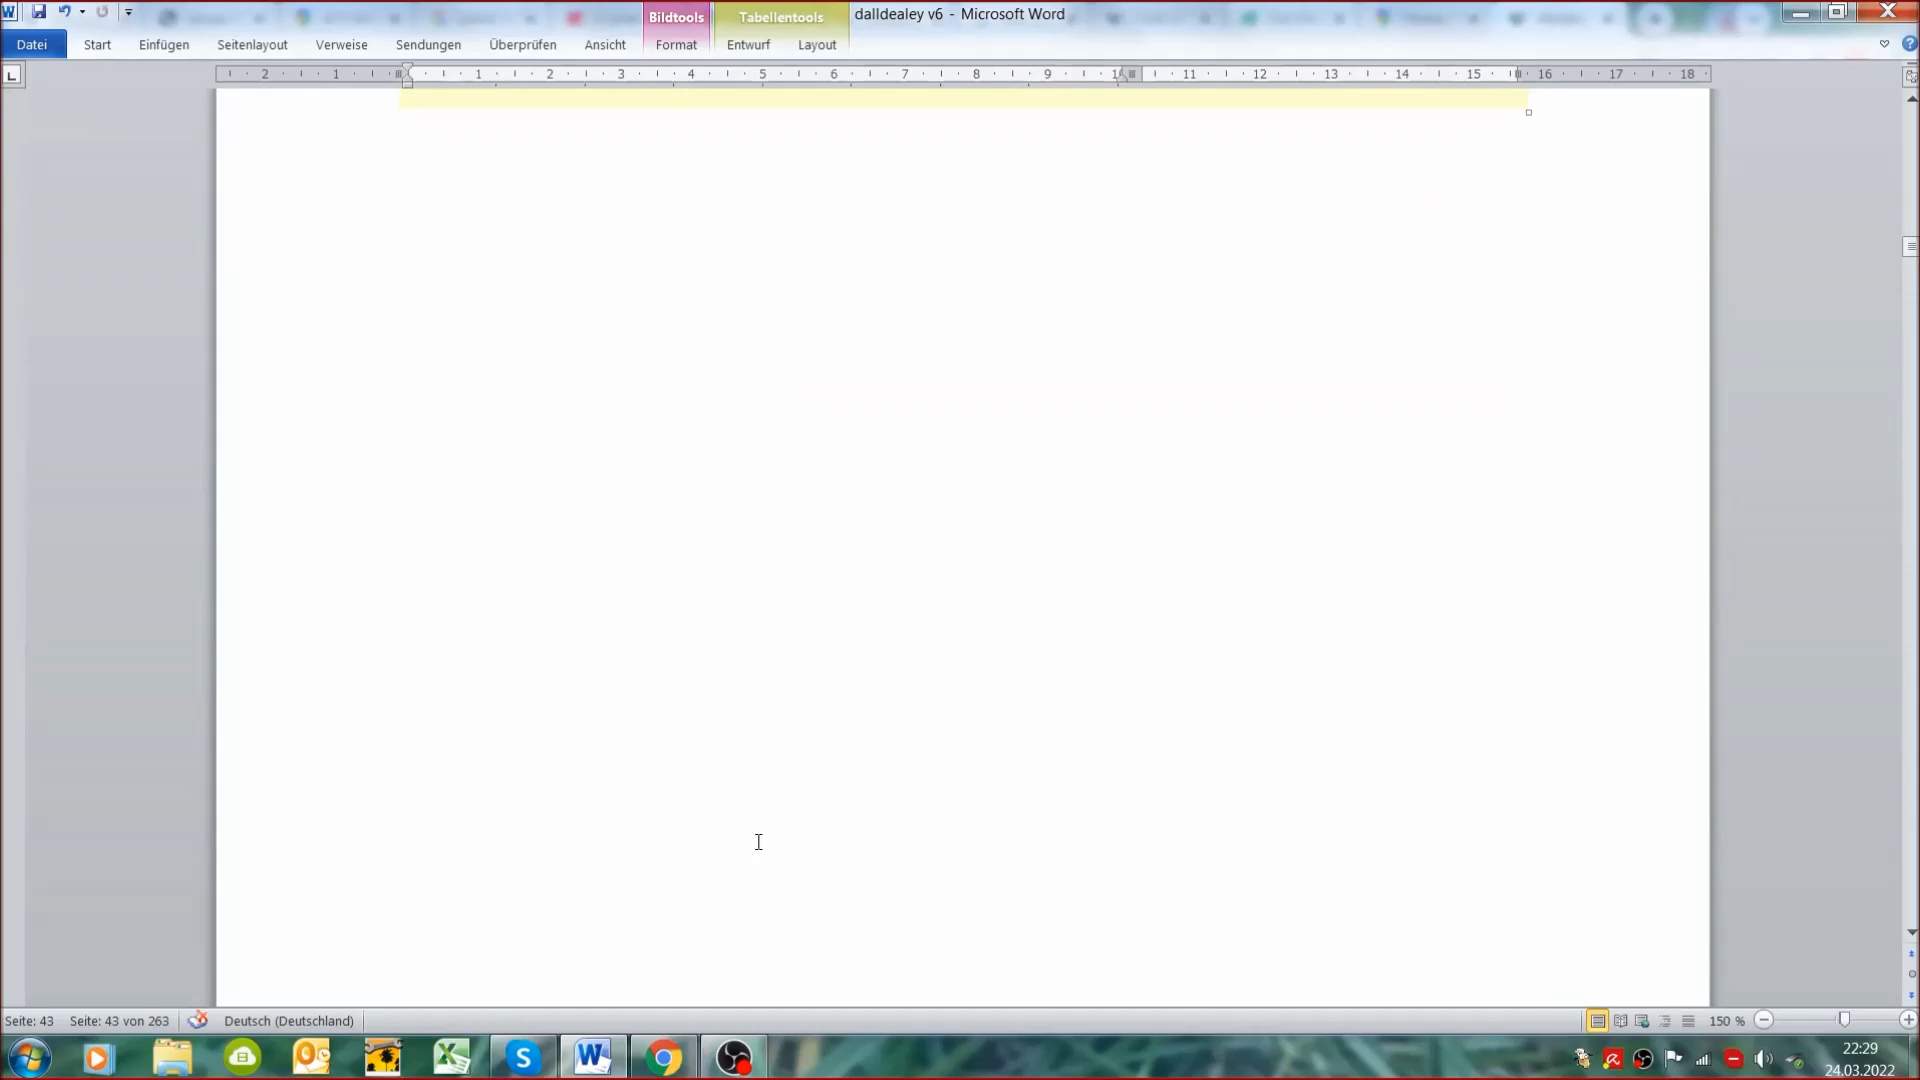 Bildtools
Tabellentools
dalldealey v6 - Microsoft Word
Datei
Start
Einfügen
Seitenlayout
Verweise
Sendungen
Überprüfen
Ansicht
Format
Entwurf
Layout
2 1 1 2 3 4 5 6 7 8 9 11 12 13 14 15 16 17 18
Seite: 43
Seite: 43 von 263
Deutsch (Deutschland)
150 %
22:29
24.03.2022